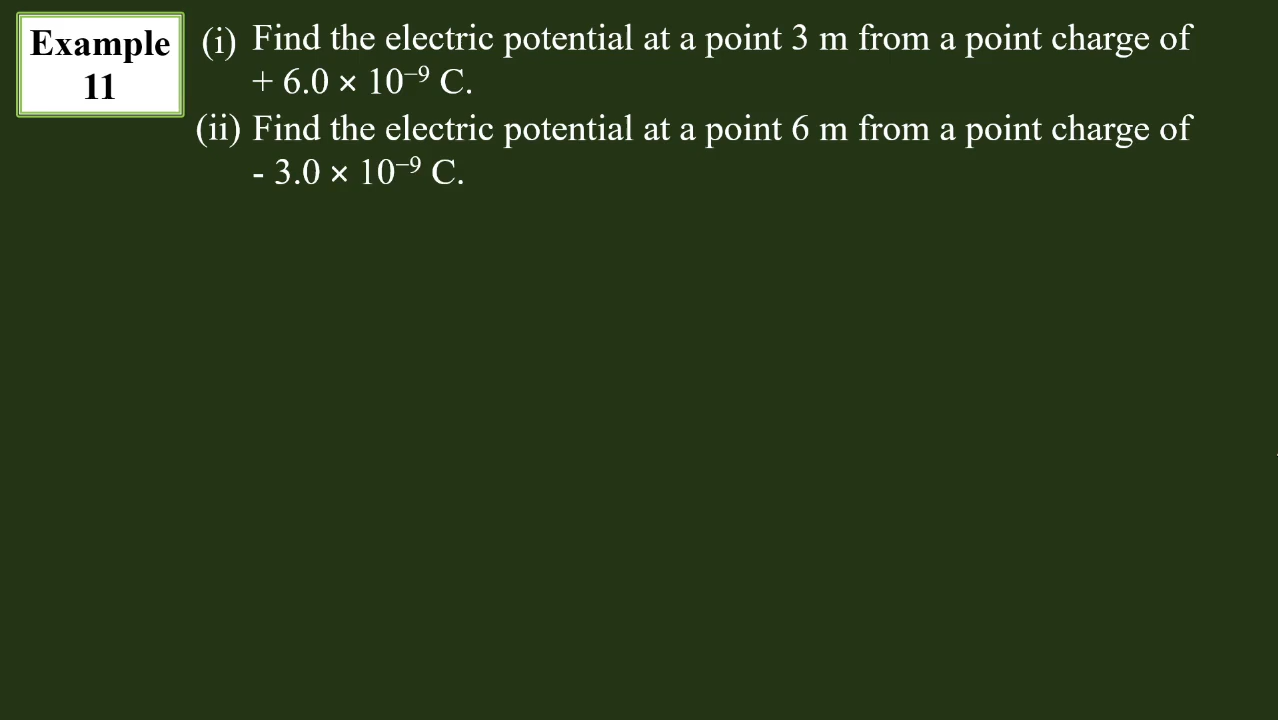 Example
11
(i) Find the electric potential at a point 3 m from a point charge of
+ 6.0 × 10⁻⁹ C.
(ii) Find the electric potential at a point 6 m from a point charge of
- 3.0 × 10⁻⁹ C.